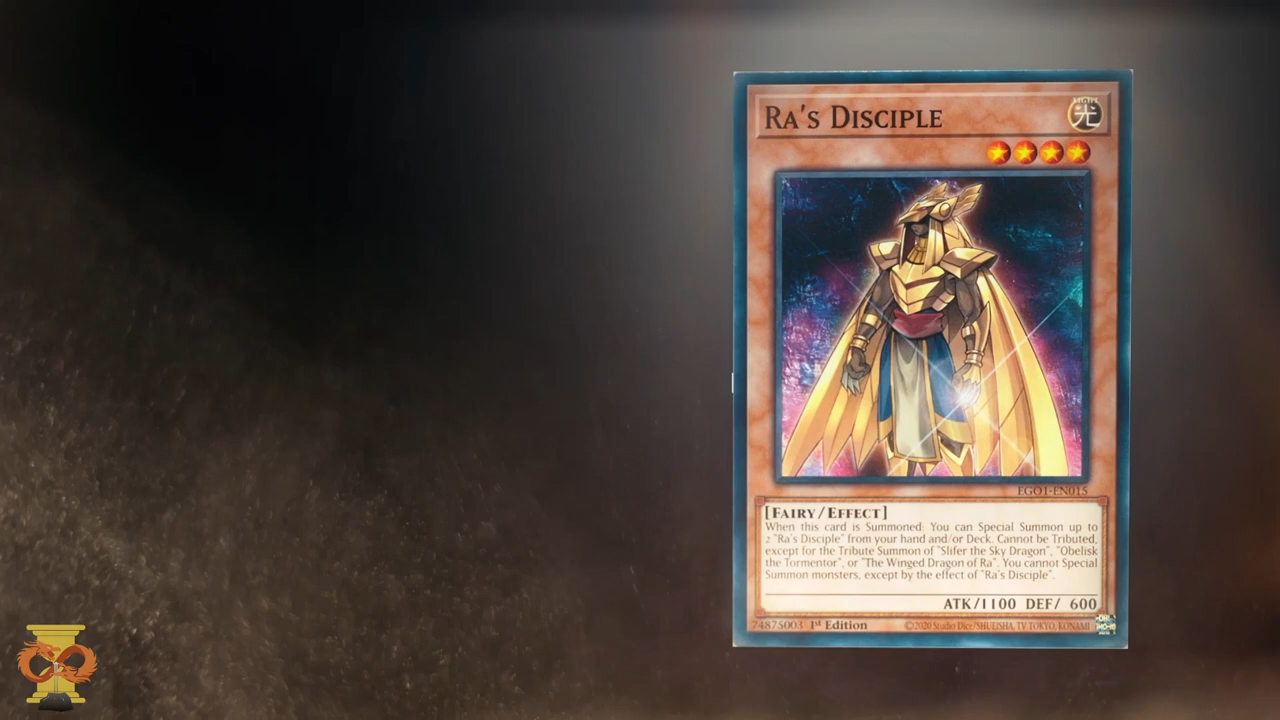 Ra's Disciple
LIGHT
光
EGO1-EN015
[Fairy/Effect]
When this card is Summoned: You can Special Summon up to
2 "Ra's Disciple" from your hand and/or Deck. Cannot be Tributed,
except for the Tribute Summon of "Slifer the Sky Dragon", "Obelisk
the Tormentor", or "The Winged Dragon of Ra". You cannot Special
Summon monsters, except by the effect of "Ra's Disciple".
ATK/1100 DEF/ 600
74875003 1st Edition ©2020 Studio Dice/SHUEISHA, TV TOKYO, KONAMI